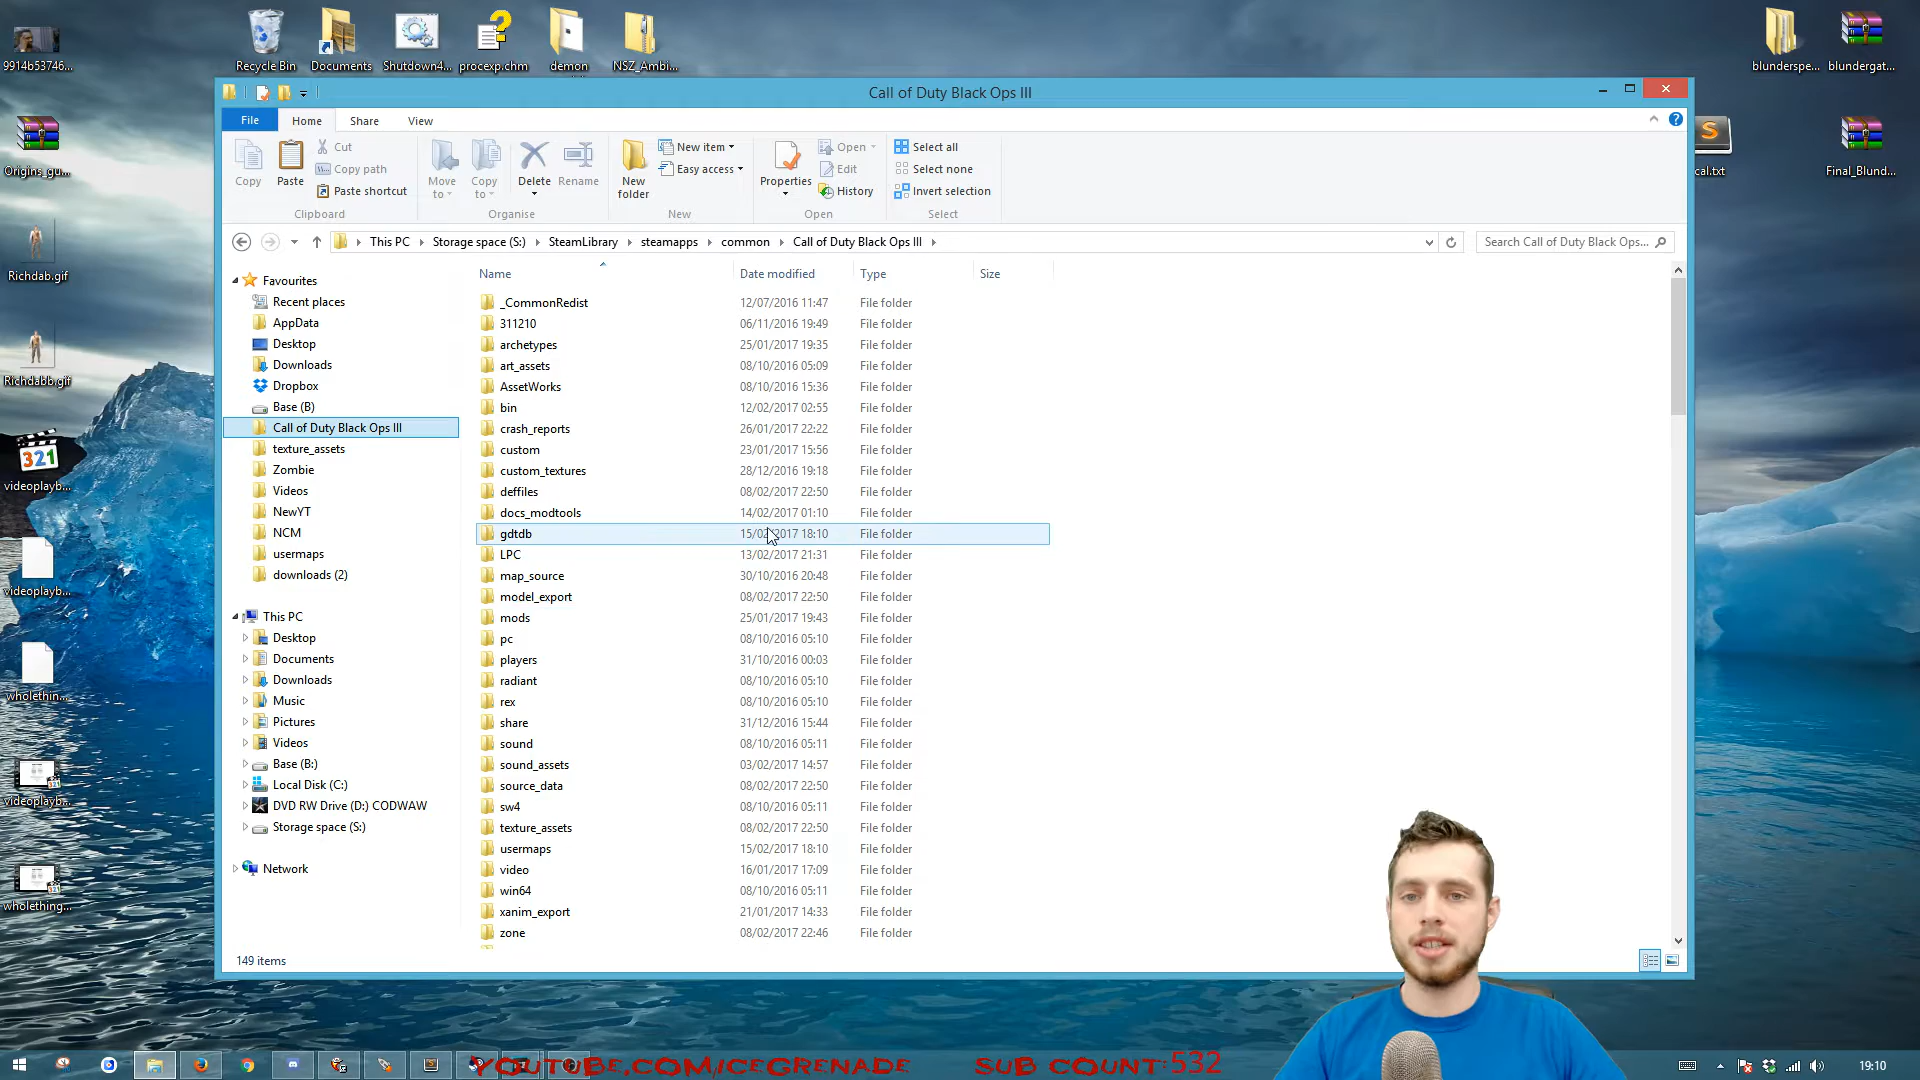 9914b53746...
Recycle Bin
Documents
Shutdown4...
procexp.chm
demon
NSZ_Ambi...
blunderspe...
blundergat...
Call of Duty Black Ops III
File
Home
Share
View
Copy
Paste
Cut
Copy path
Paste shortcut
Move to
Copy to
Delete
Rename
New folder
New item
Easy access
Properties
Open
Edit
History
Select all
Select none
Invert selection
Clipboard
Organise
New
Open
Select
This PC
Storage space (S:)
SteamLibrary
steamapps
common
Call of Duty Black Ops III
Search Call of Duty Black Ops...
Origins_gu...
Richdab.gif
Richdabb.gif
321
videoplayb...
videoplayb...
wholethin...
videoplayb...
wholething...
S
cal.txt
Final_Blund...
Favourites
Recent places
AppData
Desktop
Downloads
Dropbox
Base (B)
Call of Duty Black Ops III
texture_assets
Zombie
Videos
NewYT
NCM
usermaps
downloads (2)
This PC
Desktop
Documents
Downloads
Music
Pictures
Videos
Base (B:)
Local Disk (C:)
DVD RW Drive (D:) CODWAW
Storage space (S:)
Network
Name Date modified Type Size
_CommonRedist 12/07/2016 11:47 File folder
311210 06/11/2016 19:49 File folder
archetypes 25/01/2017 19:35 File folder
art_assets 08/10/2016 05:09 File folder
AssetWorks 08/10/2016 15:36 File folder
bin 12/02/2017 02:55 File folder
crash_reports 26/01/2017 22:22 File folder
custom 23/01/2017 15:56 File folder
custom_textures 28/12/2016 19:18 File folder
deffiles 08/02/2017 22:50 File folder
docs_modtools 14/02/2017 01:10 File folder
gdtdb 15/02/2017 18:10 File folder
LPC 13/02/2017 21:31 File folder
map_source 30/10/2016 20:48 File folder
model_export 08/02/2017 22:50 File folder
mods 25/01/2017 19:43 File folder
pc 08/10/2016 05:10 File folder
players 31/10/2016 00:03 File folder
radiant 08/10/2016 05:10 File folder
rex 08/10/2016 05:10 File folder
share 31/12/2016 15:44 File folder
sound 08/10/2016 05:11 File folder
sound_assets 03/02/2017 14:57 File folder
source_data 08/02/2017 22:50 File folder
sw4 08/10/2016 05:11 File folder
texture_assets 08/02/2017 22:50 File folder
usermaps 15/02/2017 18:10 File folder
video 16/01/2017 17:09 File folder
win64 08/10/2016 05:11 File folder
xanim_export 21/01/2017 14:33 File folder
zone 08/02/2017 22:46 File folder
149 items
YOUTUBE.COM/ICEGRENADE SUB COUNT:532
19:10